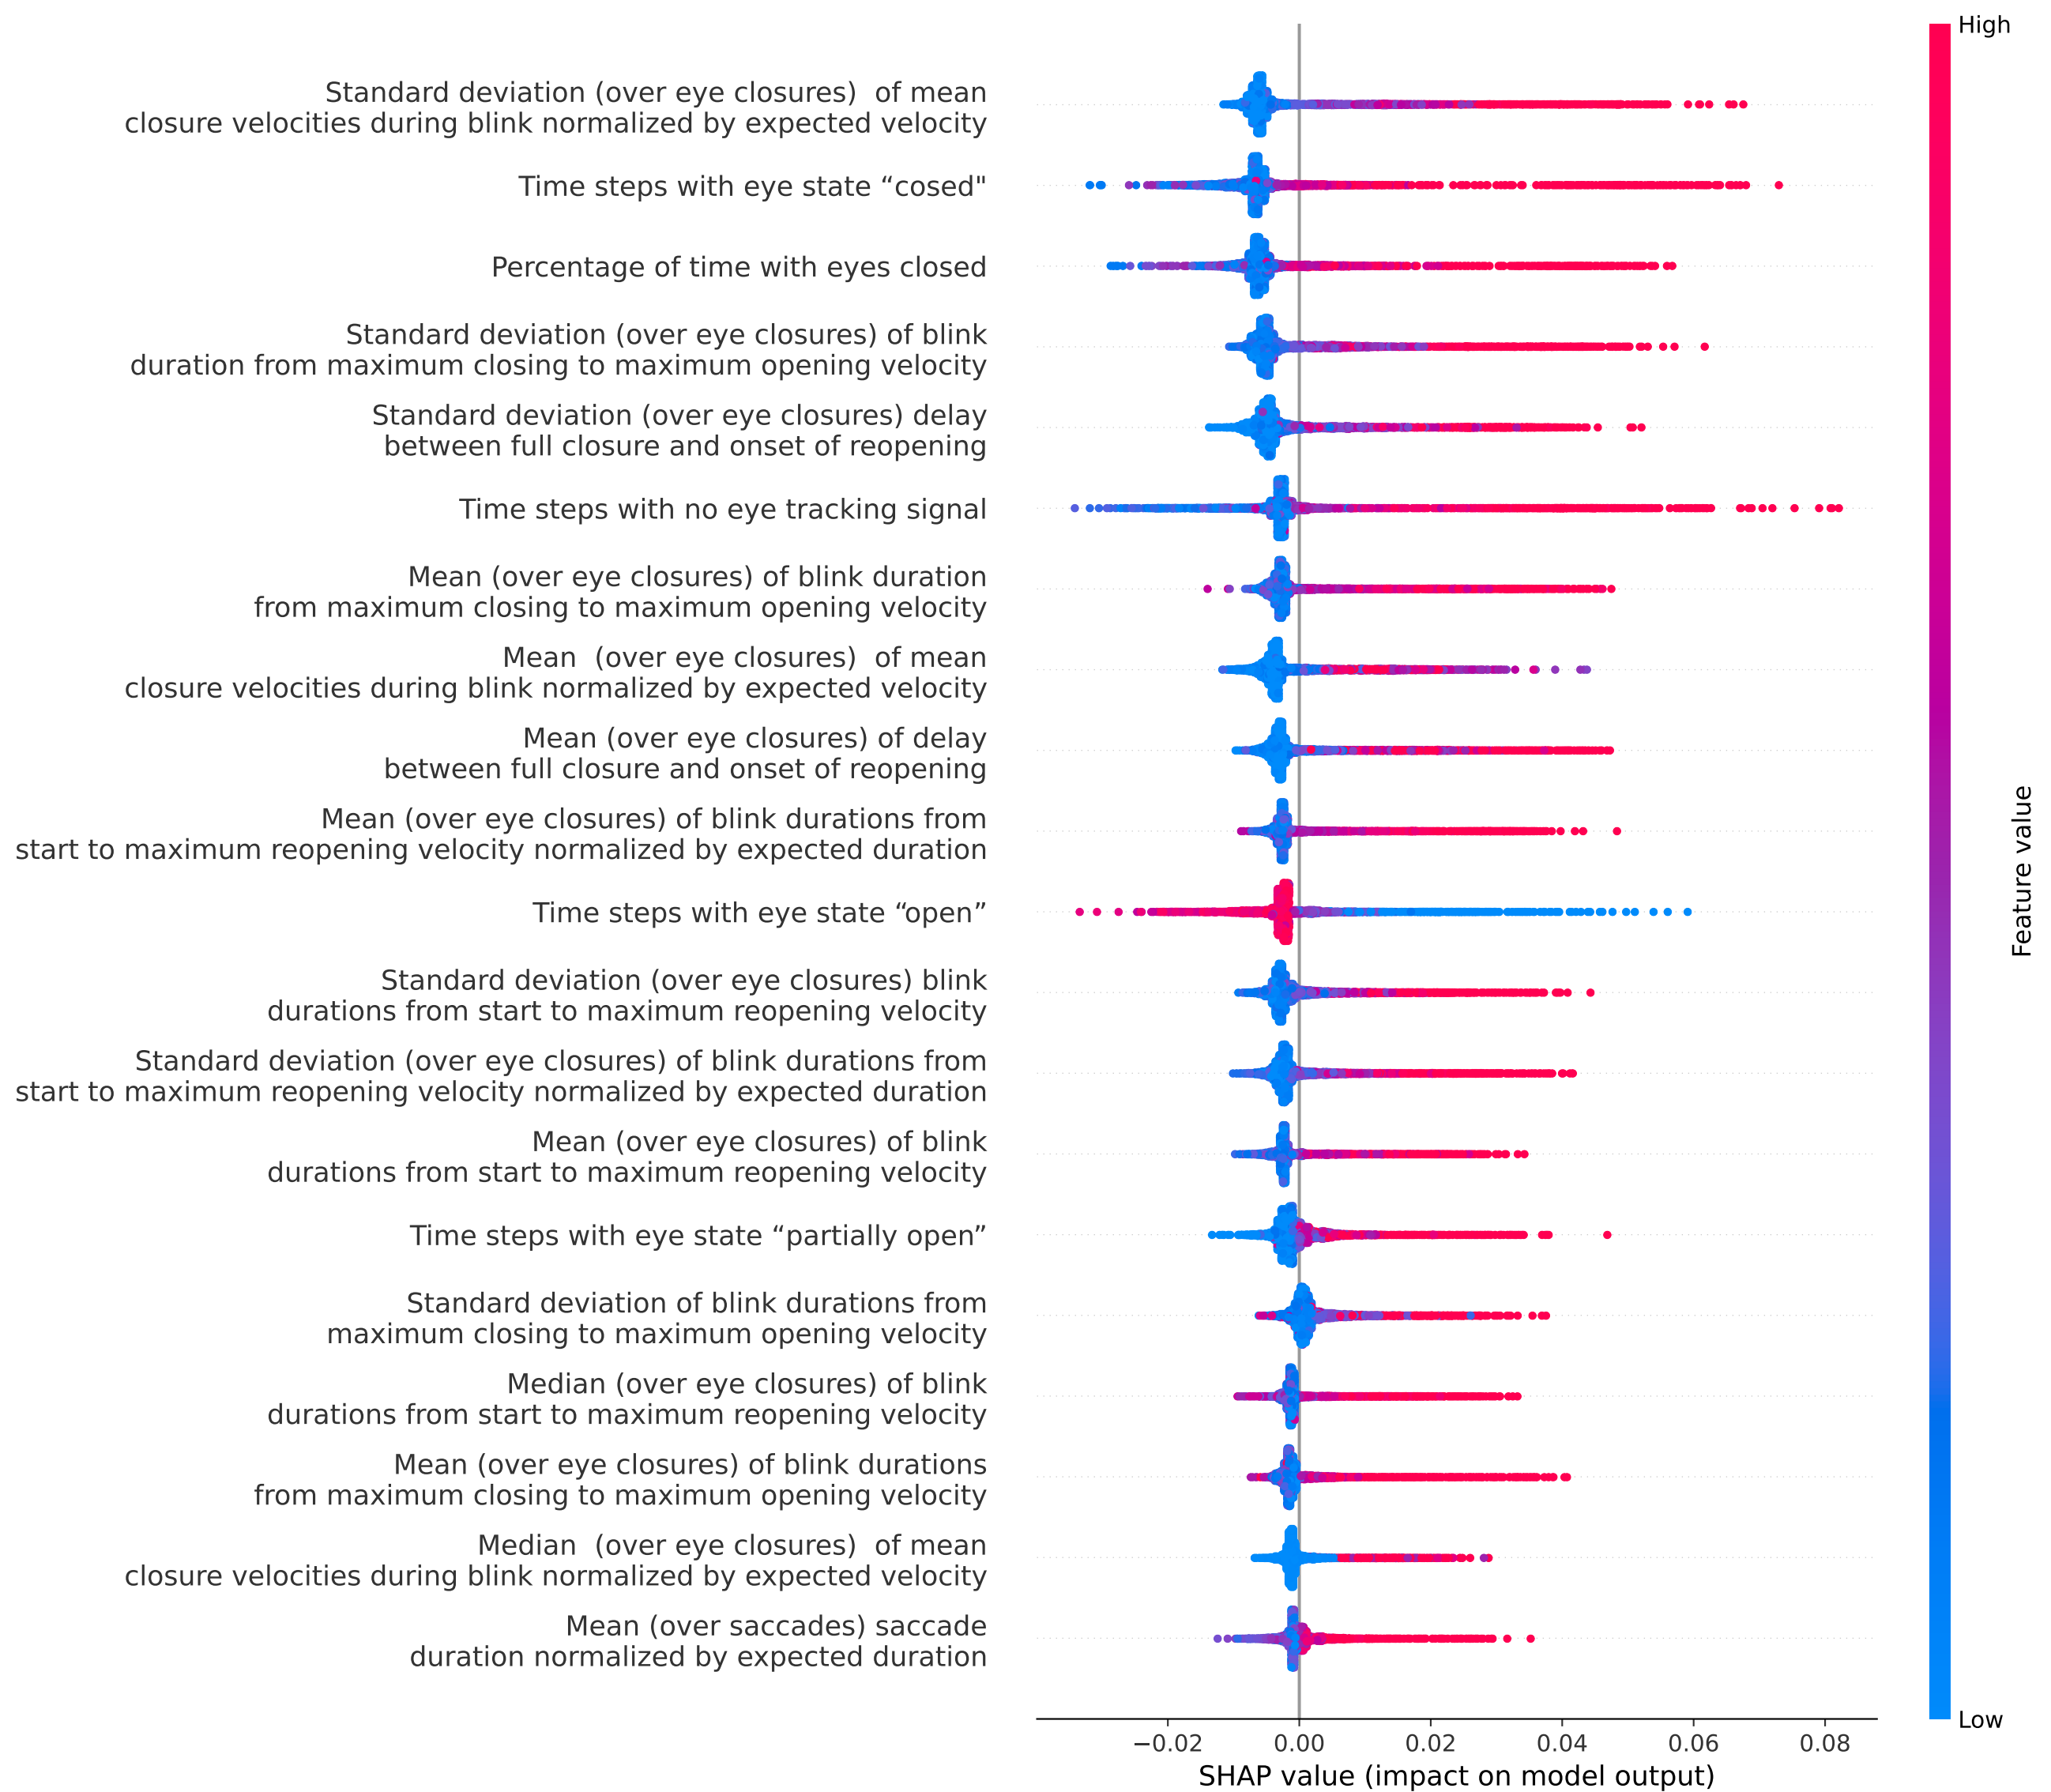 High
Standard deviation (over eye closures)  of mean
closure velocities during blink normalized by expected velocity
Time steps with eye state “cosed"
Percentage of time with eyes closed
Standard deviation (over eye closures) of blink
duration from maximum closing to maximum opening velocity
Standard deviation (over eye closures) delay
between full closure and onset of reopening
Time steps with no eye tracking signal
Mean (over eye closures) of blink duration
from maximum closing to maximum opening velocity
Mean  (over eye closures)  of mean
closure velocities during blink normalized by expected velocity
Mean (over eye closures) of delay
between full closure and onset of reopening
Mean (over eye closures) of blink durations from
start to maximum reopening velocity normalized by expected duration
Time steps with eye state “open”
Standard deviation (over eye closures) blink
durations from start to maximum reopening velocity
Standard deviation (over eye closures) of blink durations from
start to maximum reopening velocity normalized by expected duration
Mean (over eye closures) of blink
durations from start to maximum reopening velocity
Time steps with eye state “partially open”
Standard deviation of blink durations from
maximum closing to maximum opening velocity
Median (over eye closures) of blink
durations from start to maximum reopening velocity
Mean (over eye closures) of blink durations
from maximum closing to maximum opening velocity
Median  (over eye closures)  of mean
closure velocities during blink normalized by expected velocity
Mean (over saccades) saccade
duration normalized by expected duration
Feature value
Low
−0.02 0.00 0.02 0.04 0.06 0.08
SHAP value (impact on model output)